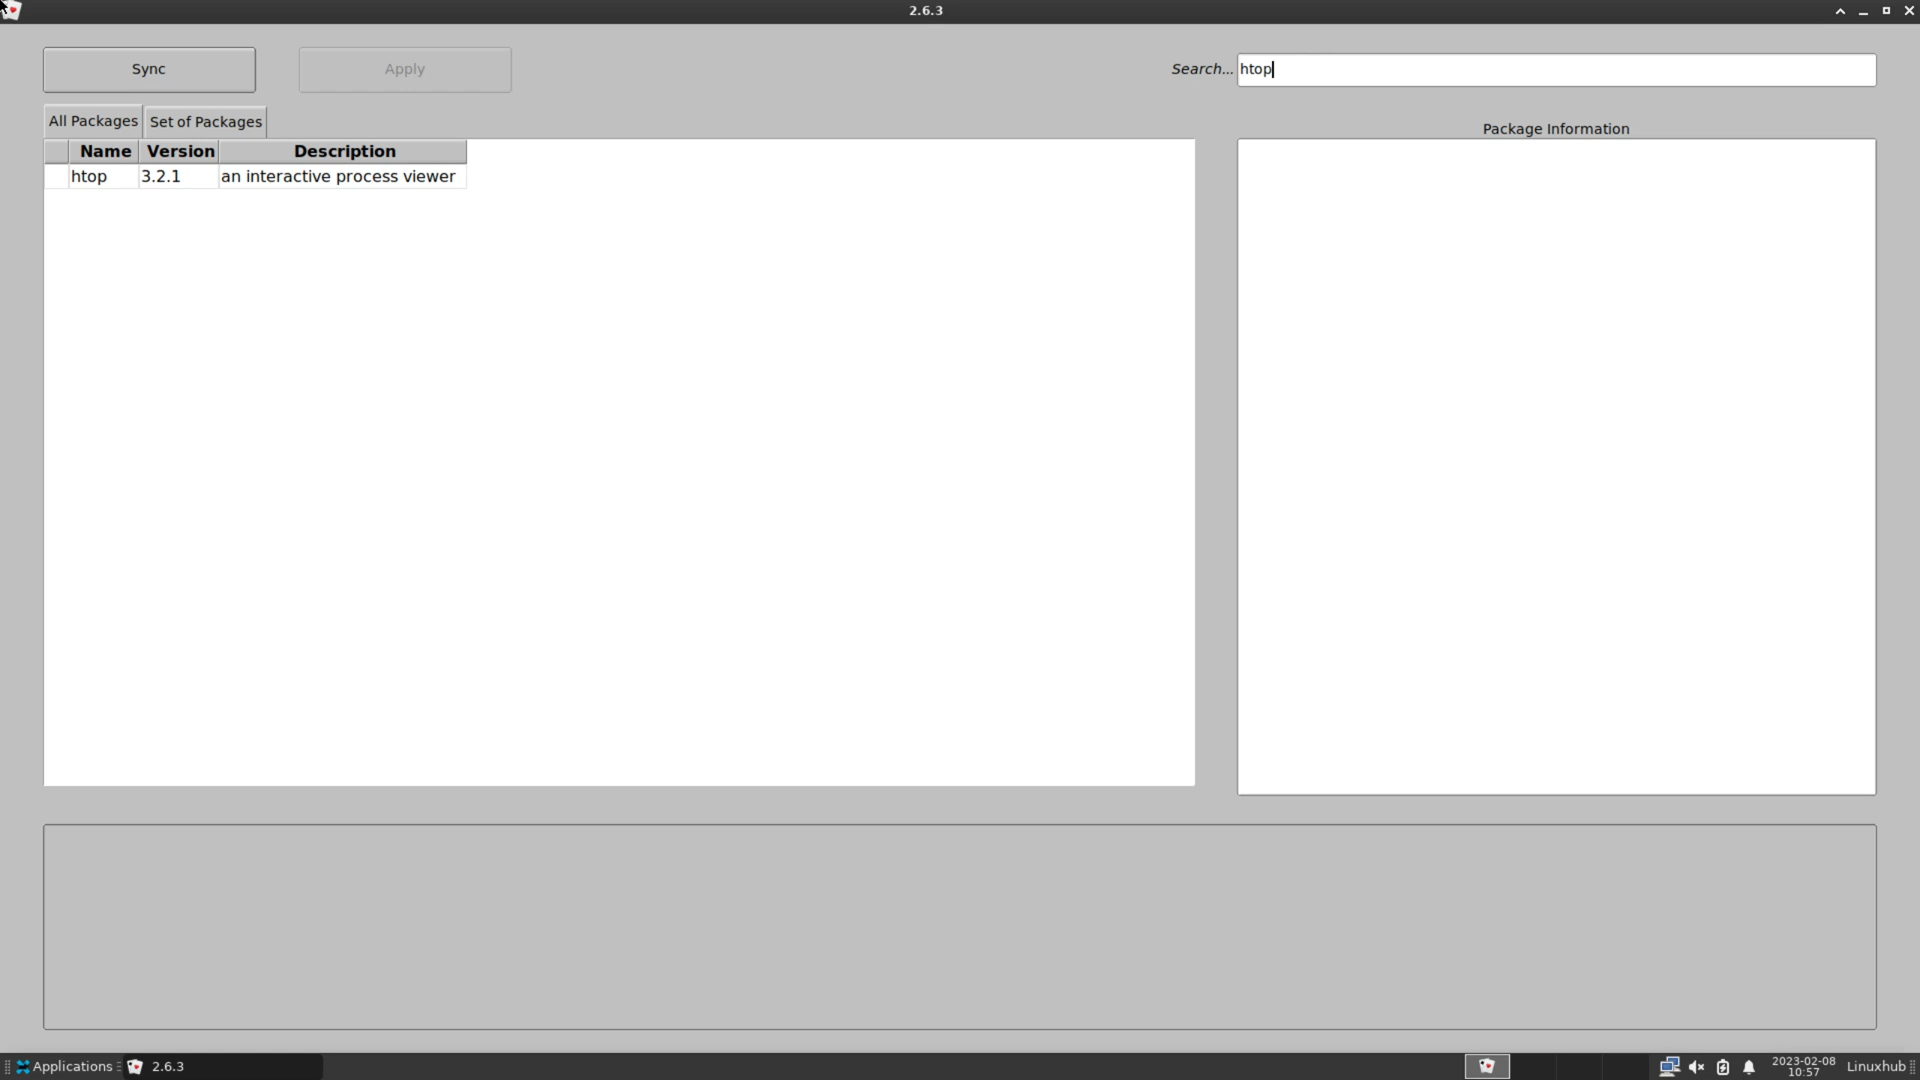 2.6.3
Sync
Apply
Search...
htop
All Packages
Set of Packages
Package Information
Name Version Description
htop 3.2.1 an interactive process viewer
Applications
2.6.3
2023-02-08
10:57
Linuxhub